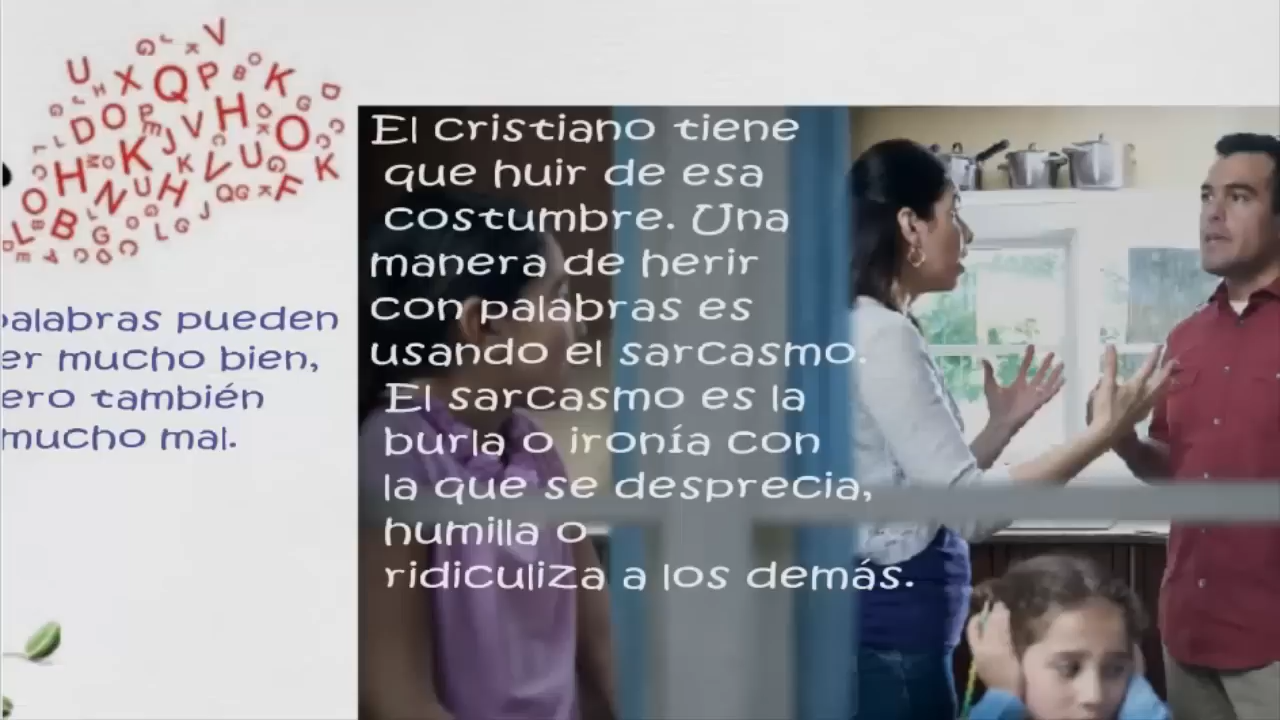 palabras pueden
er mucho bien,
ero también
mucho mal.
El cristiano tiene
que huir de esa
costumbre. Una
manera de herir
con palabras es
usando el sarcasmo.
El sarcasmo es la
burla o ironía con
la que se desprecia,
humilla o
ridiculiza a los demás.